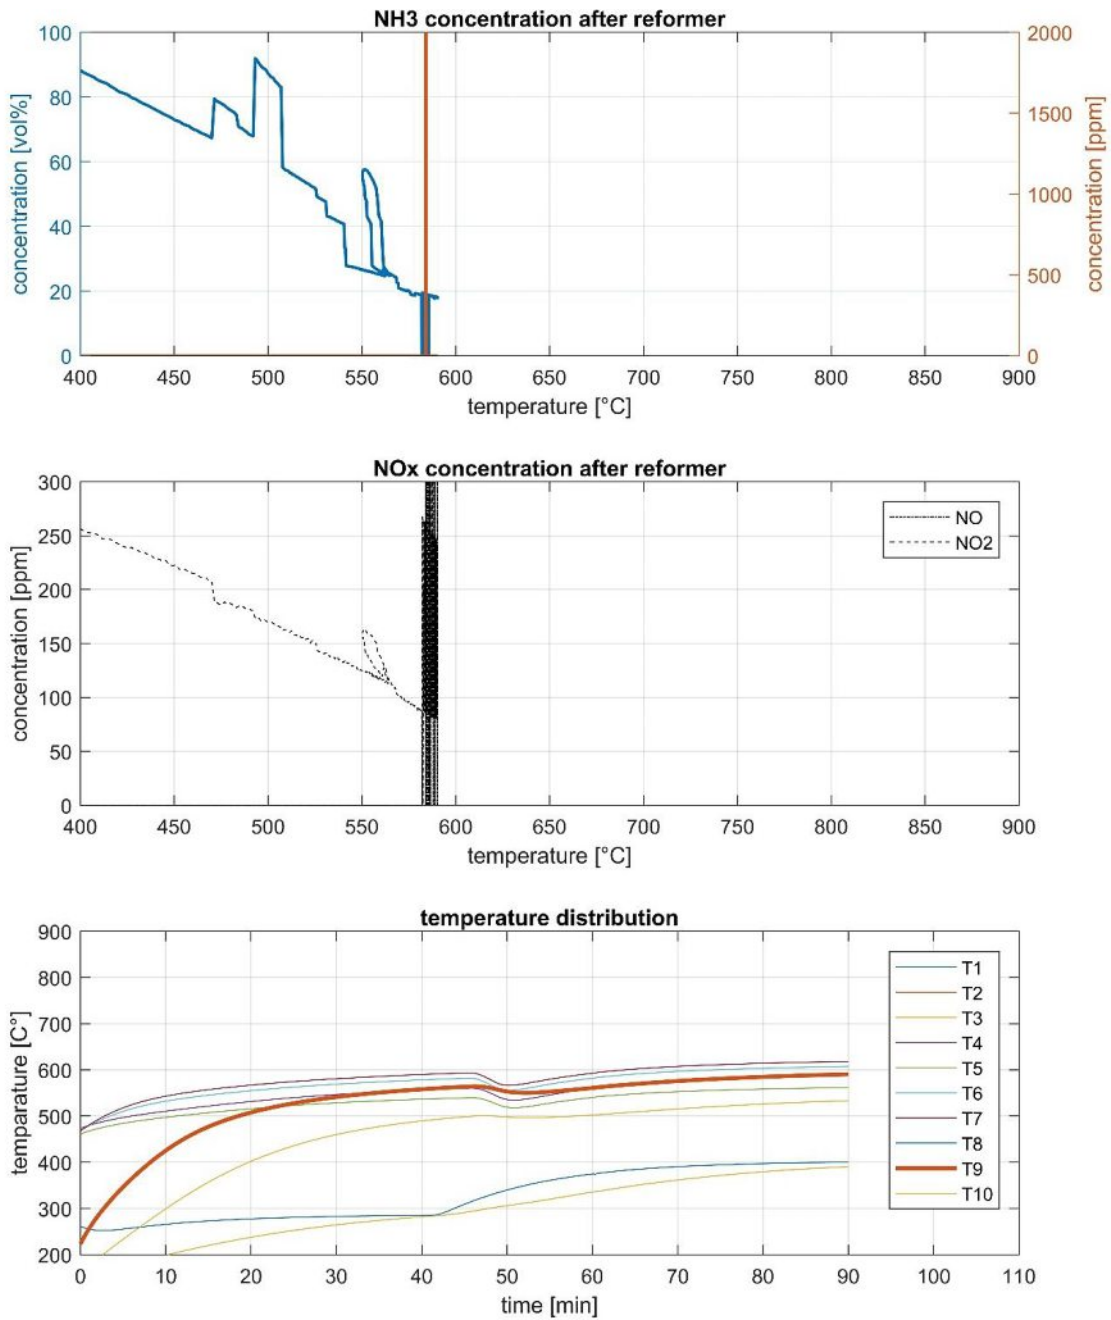 NH3 concentration after reformer
100
80
60
40
20
0
concentration [vol%]
2000
1500
1000
500
0
concentration [ppm]
400 450 500 550 600 650 700 750 800 850 900
temperature [°C]
NOx concentration after reformer
300
250
200
150
100
50
0
concentration [ppm]
NO
NO2
400 450 500 550 600 650 700 750 800 850 900
temperature [°C]
temperature distribution
900
800
700
600
500
400
300
200
temparature [C°]
T1
T2
T3
T4
T5
T6
T7
T8
T9
T10
0 10 20 30 40 50 60 70 80 90 100 110
time [min]